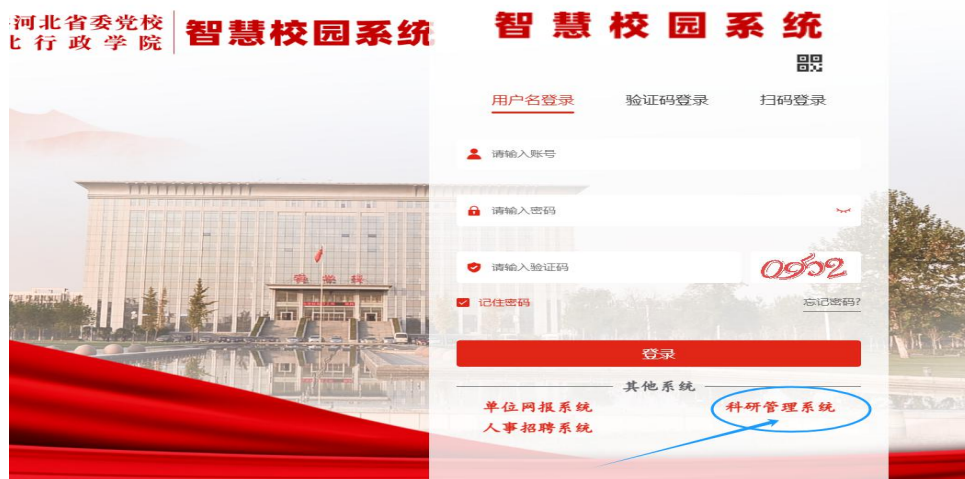 河北省委党校
北行政学院
智慧校园系统
智慧校园系统
用户名登录 验证码登录 扫码登录
请输入账号
请输入密码
请输入验证码 0952
记住密码 忘记密码?
登录
其他系统
单位网报系统 科研管理系统
人事招聘系统